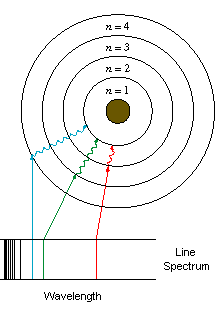 n = 4
n = 3
n = 2
n = 1
Line
Spectrum
Wavelength